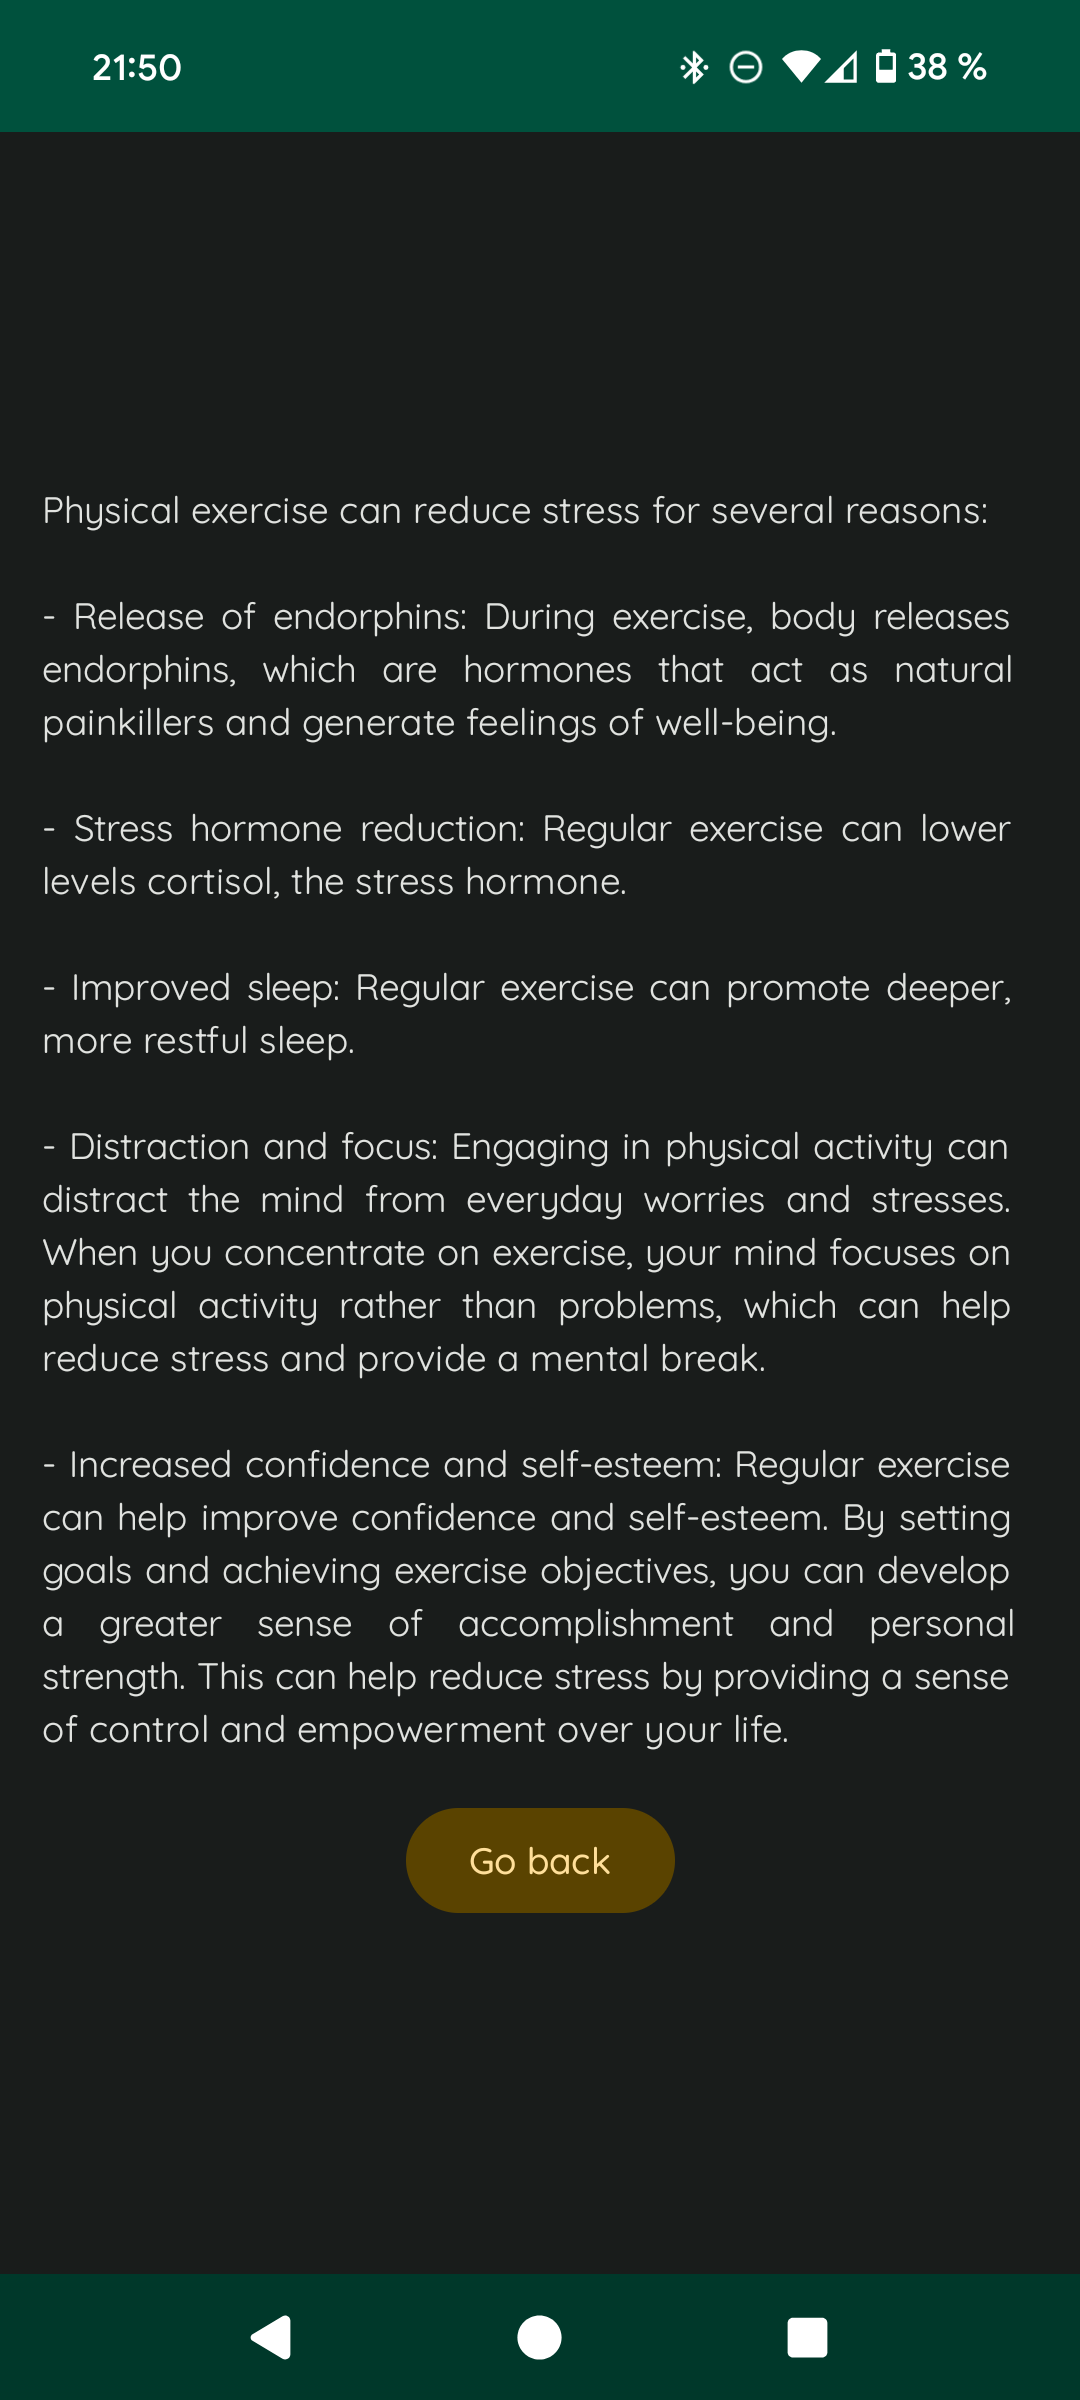 21:50
38 %
Physical exercise can reduce stress for several reasons:
- Release of endorphins: During exercise, body releases
endorphins, which are hormones that act as natural
painkillers and generate feelings of well-being.
- Stress hormone reduction: Regular exercise can lower
levels cortisol, the stress hormone.
- Improved sleep: Regular exercise can promote deeper,
more restful sleep.
- Distraction and focus: Engaging in physical activity can
distract the mind from everyday worries and stresses.
When you concentrate on exercise, your mind focuses on
physical activity rather than problems, which can help
reduce stress and provide a mental break.
- Increased confidence and self-esteem: Regular exercise
can help improve confidence and self-esteem. By setting
goals and achieving exercise objectives, you can develop
a greater sense of accomplishment and personal
strength. This can help reduce stress by providing a sense
of control and empowerment over your life.
Go back